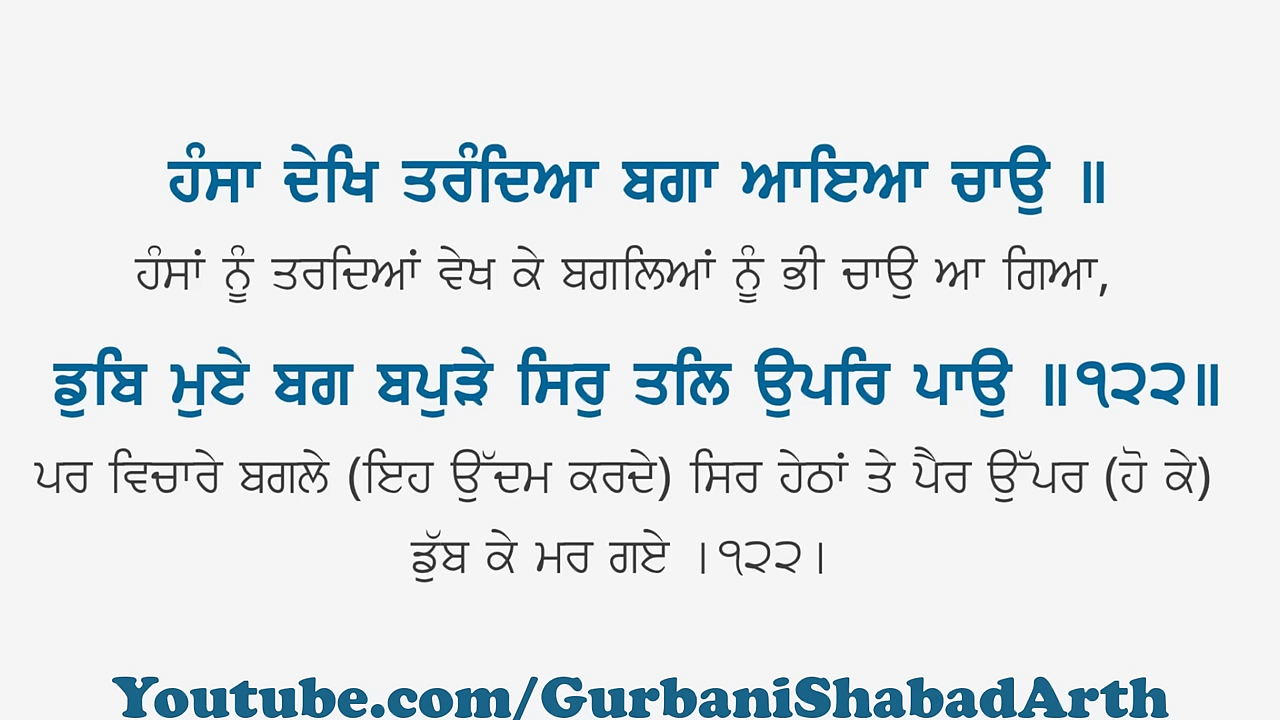 ਹੰਸਾ ਦੇਖਿ ਤਰੰਦਿਆ ਬਗਾ ਆਇਆ ਚਾਉ ॥
ਹੰਸਾਂ ਨੂੰ ਤਰਦਿਆਂ ਵੇਖ ਕੇ ਬਗਲਿਆਂ ਨੂੰ ਭੀ ਚਾਉ ਆ ਗਿਆ,
ਡੁਬਿ ਮੁਏ ਬਗ ਬਪੁੜੇ ਸਿਰੁ ਤਲਿ ਉਪਰਿ ਪਾਉ ॥੧੨੨॥
ਪਰ ਵਿਚਾਰੇ ਬਗਲੇ (ਇਹ ਉੱਦਮ ਕਰਦੇ) ਸਿਰ ਹੇਠਾਂ ਤੇ ਪੈਰ ਉੱਪਰ (ਹੋ ਕੇ)
ਡੁੱਬ ਕੇ ਮਰ ਗਏ ।੧੨੨।
Youtube.com/GurbaniShabadArth